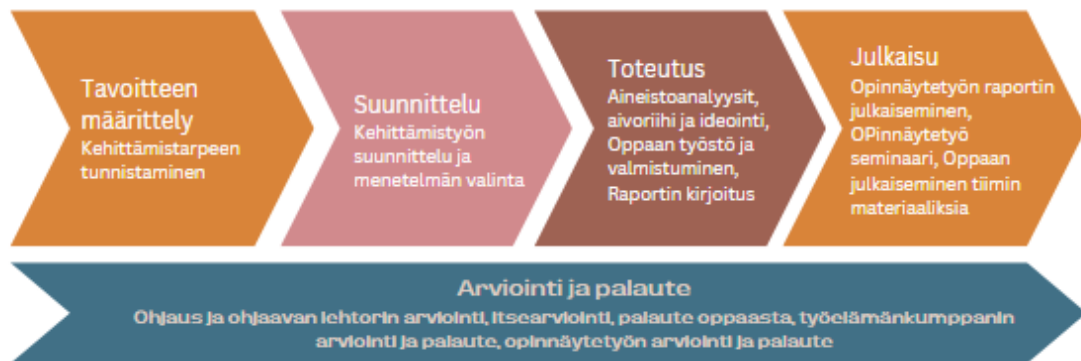 Tavoitteen
määrittely
Kehittämistarpeen
tunnistaminen
Suunnittelu
Kehittämistyön
suunnittelu ja
menetelmän valinta
Toteutus
Aineistoanalyysit,
aivoriihi ja ideointi,
Oppaan työstö ja
valmistuminen,
Raportin kirjoitus
Julkaisu
Opinnäytetyön raportin
julkaiseminen,
OPinnäytetyö
seminaari, Oppaan
julkaiseminen tiimin
materiaaliksia
Arviointi ja palaute
Ohjaus ja ohjaavan lehtorin arviointi, itsearviointi, palaute oppaasta, työelämänkumppanin
arviointi ja palaute, opinnäytetyön arviointi ja palaute